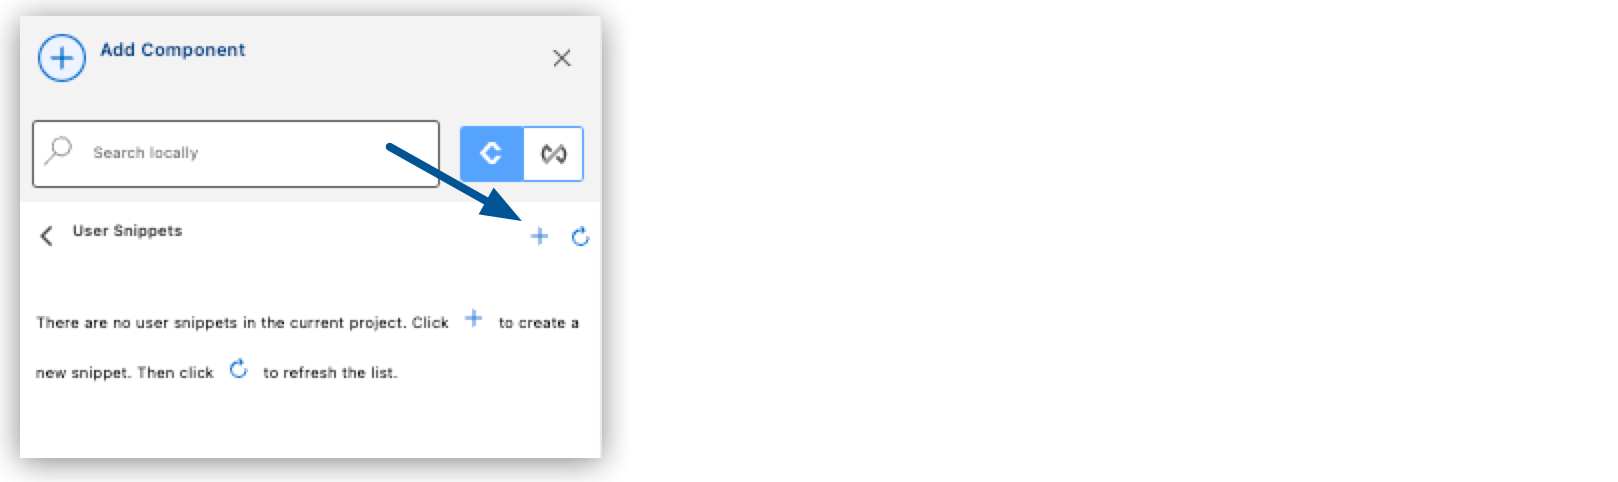 Add Component
Search locally
User Snippets
There are no user snippets in the current project. Click to create a
new snippet. Then click to refresh the list.